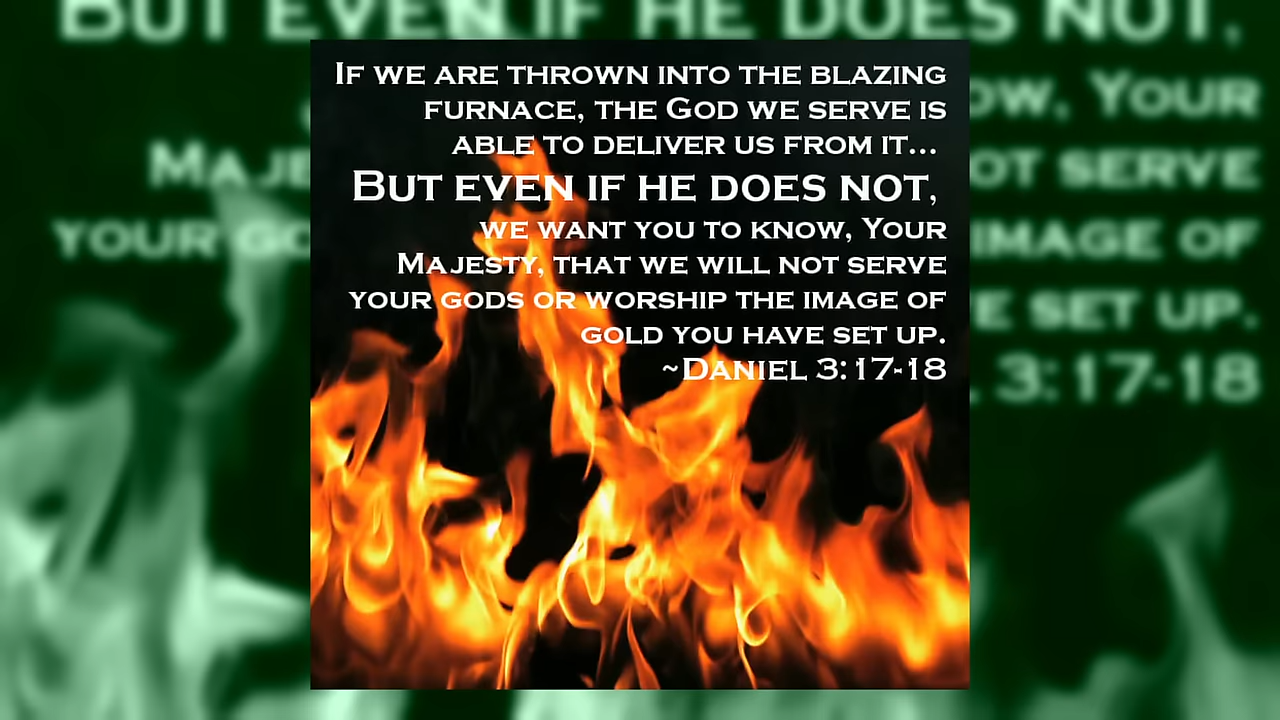 If we are thrown into the blazing
furnace, the God we serve is
able to deliver us from it...
But even if he does not,
we want you to know, Your
Majesty, that we will not serve
your gods or worship the image of
gold you have set up.
~Daniel 3:17-18